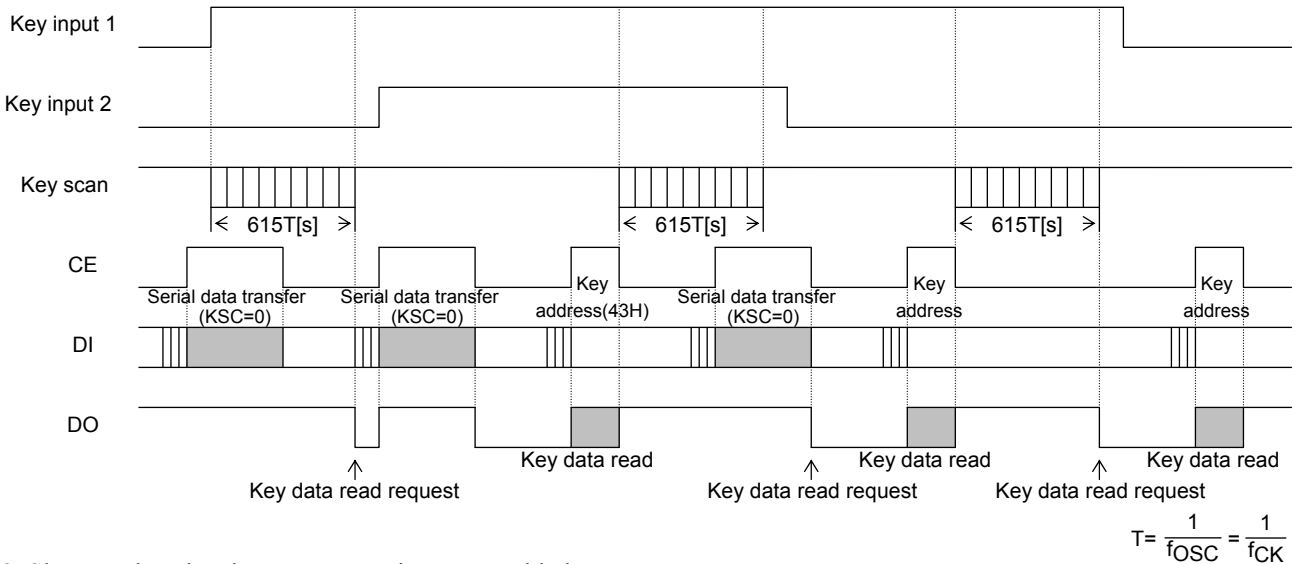 Key input 1
Key input 2
Key scan
615T[s] 615T[s] 615T[s]
CE
Key Key Key
Serial data transfer Serial data transfer address(43H) Serial data transfer address address
(KSC=0) (KSC=0) (KSC=0)
DI
DO
Key data read Key data read Key data read
Key data read request Key data read request Key data read request
T= 1/fOSC = 1/fCK